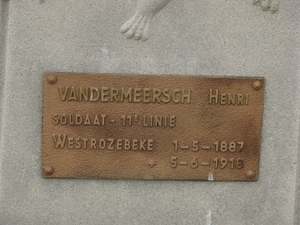 VANDERMEERSCH HENRI
SOLDAAT - 11E LINIE
WESTROZEBEKE 1-5-1887
+ 5-6-1918